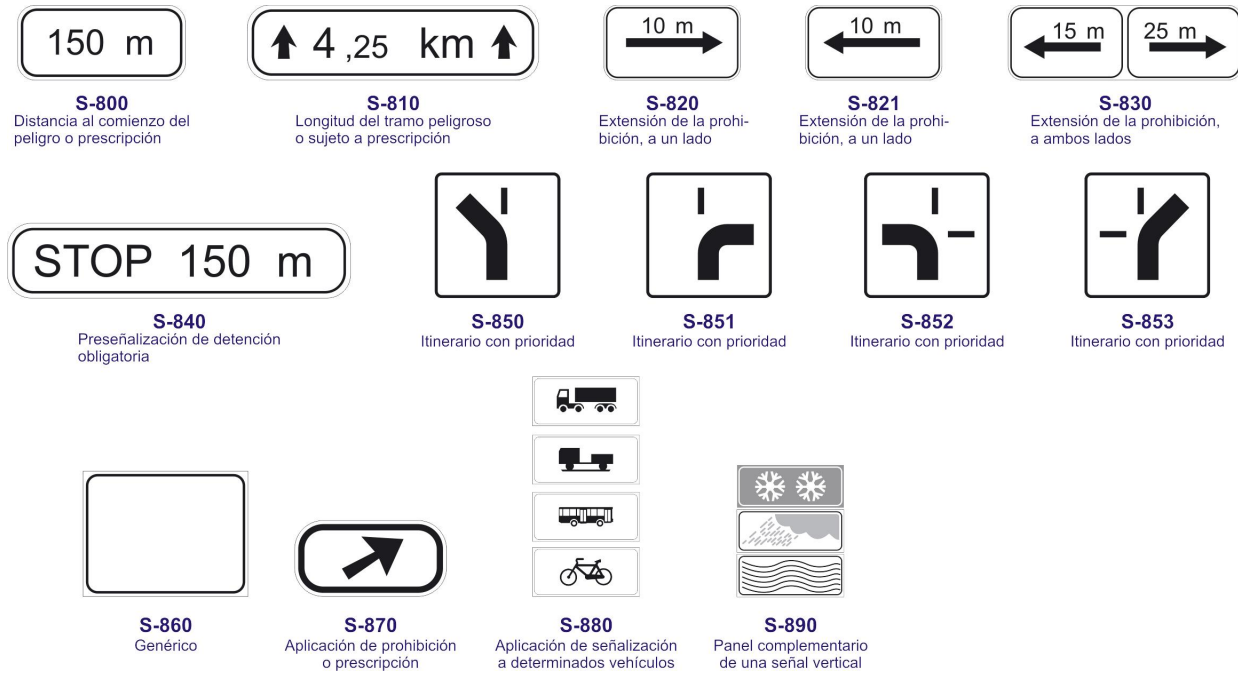 150 m
4 ,25 km
10 m
10 m
15 m 25 m
S-800
Distancia al comienzo del
peligro o prescripción
S-810
Longitud del tramo peligroso
o sujeto a prescripción
S-820
Extensión de la prohi-
bición, a un lado
S-821
Extensión de la prohi-
bición, a un lado
S-830
Extensión de la prohibición,
a ambos lados
STOP 150 m
S-840
Preseñalización de detención
obligatoria
S-850
Itinerario con prioridad
S-851
Itinerario con prioridad
S-852
Itinerario con prioridad
S-853
Itinerario con prioridad
S-860
Genérico
S-870
Aplicación de prohibición
o prescripción
S-880
Aplicación de señalización
a determinados vehículos
S-890
Panel complementario
de una señal vertical